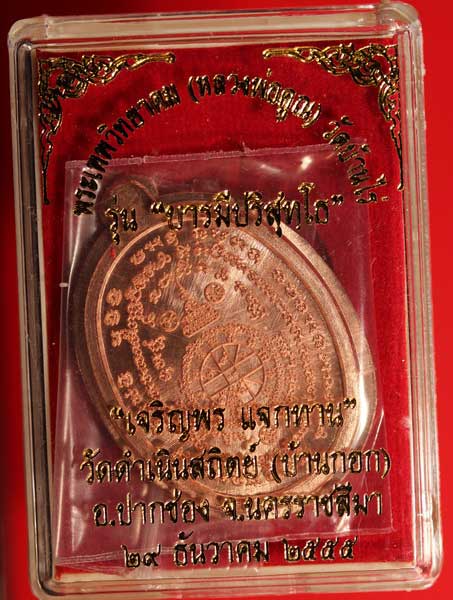 พระเทพวิทยาคม (หลวงพ่อคูณ) วัดบ้านไร่
รุ่น "บารมีปริสุทฺโธ"
"เจริญพร แจกทาน"
วัดดำเนินสถิตย์ (บ้านกอก)
อ.ปากช่อง จ.นครราชสีมา
๒๙ ธันวาคม ๒๕๕๕